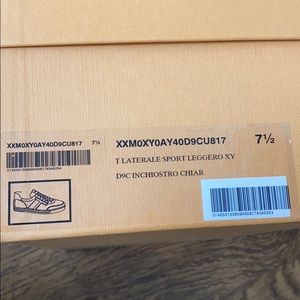 XXM0XY0AY40D9CU817 7½
XXM0XY0AY40D9CU817 7½
T LATERALE SPORT LEGGERO XY
D9C INCHIOSTRO CHIAR